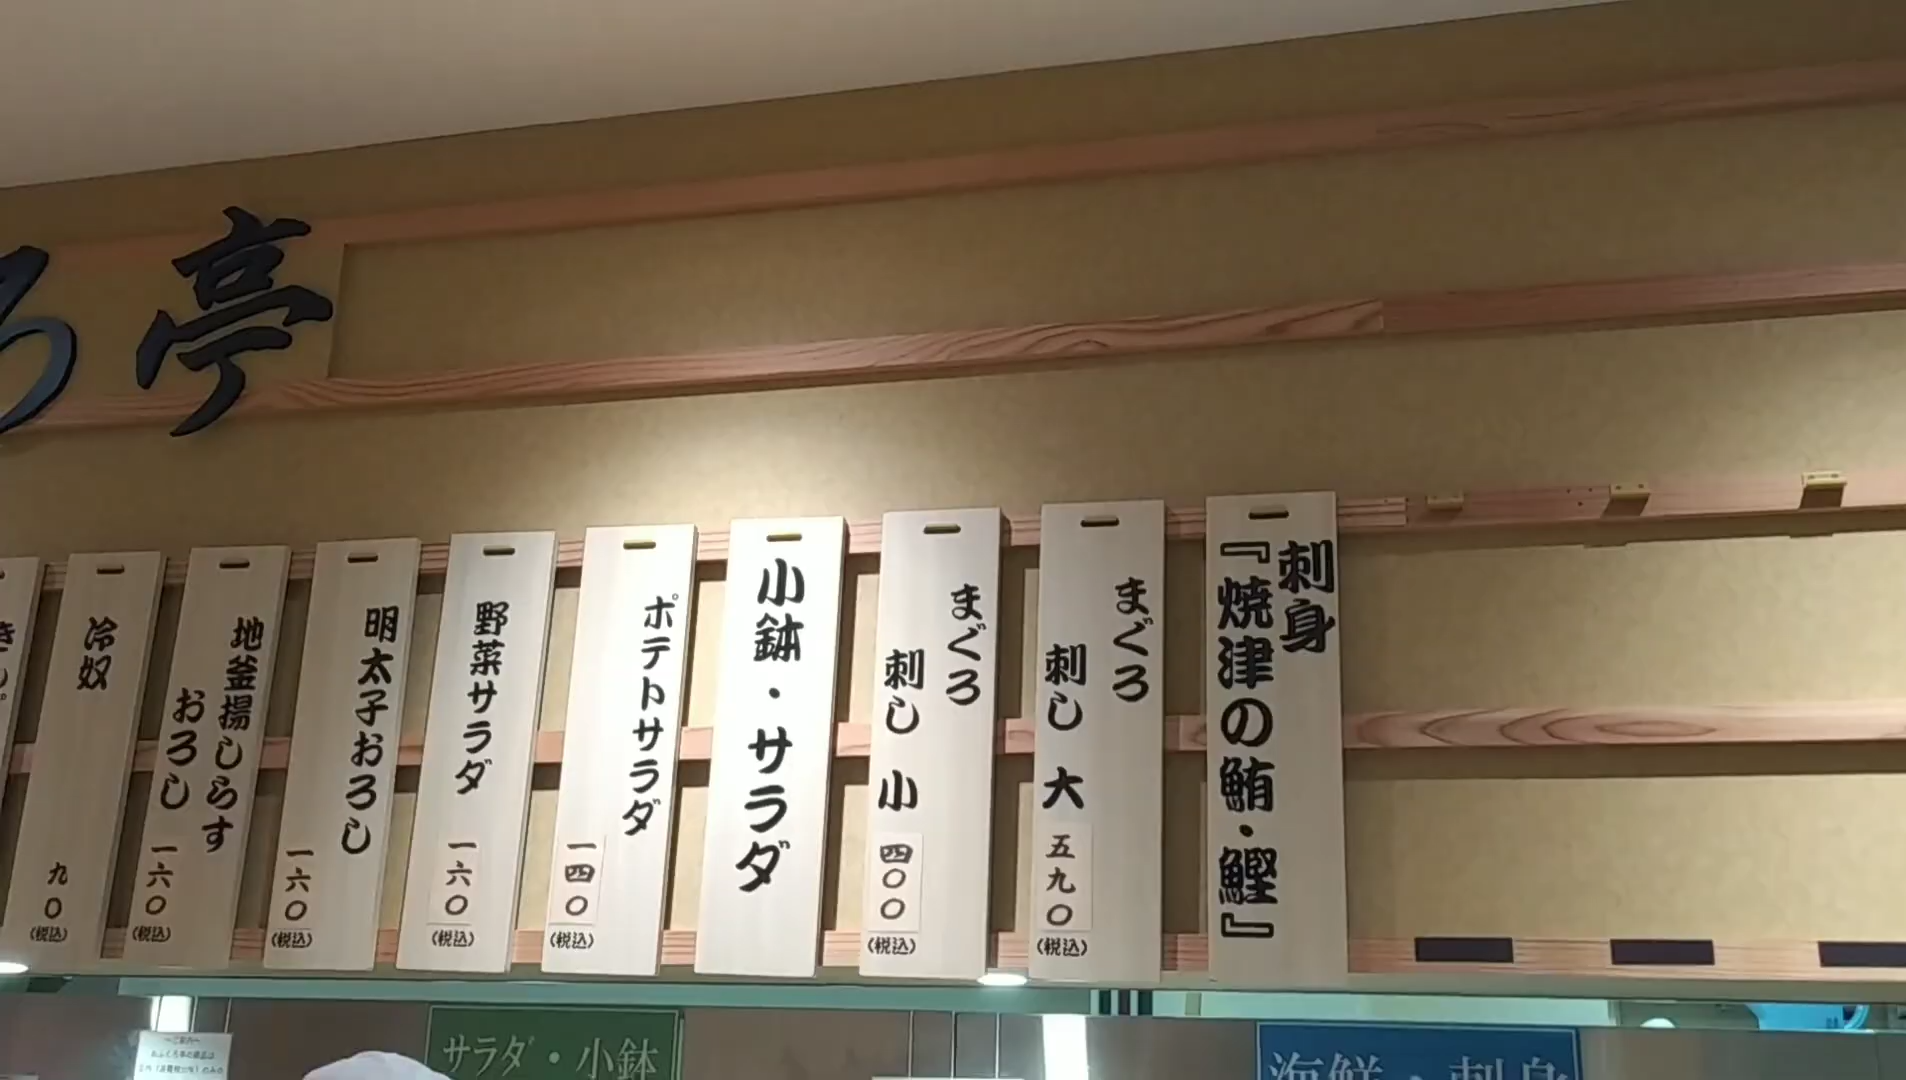 ろ亭
刺身
『焼津の鮪・鰹』
まぐろ
刺し 大
五九〇
(税込)
まぐろ
刺し 小
四〇〇
(税込)
小鉢・サラダ
ポテトサラダ
一四〇
(税込)
野菜サラダ
一六〇
(税込)
明太子おろし
一六〇
(税込)
地釜揚しらす
おろし
一六〇
(税込)
冷奴
九〇
(税込)
サラダ・小鉢
海鮮・刺身